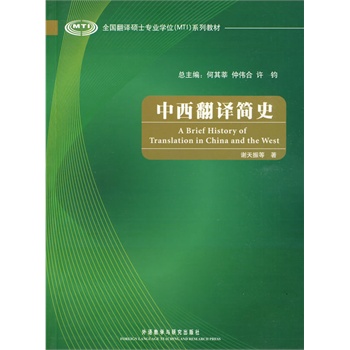 MTI 全国翻译硕士专业学位(MTI)系列教材
总主编：何其莘 仲伟合 许 钧
中西翻译简史
A Brief History of
Translation in China and the West
谢天振等 著
外语教学与研究出版社
FOREIGN LANGUAGE TEACHING AND RESEARCH PRESS